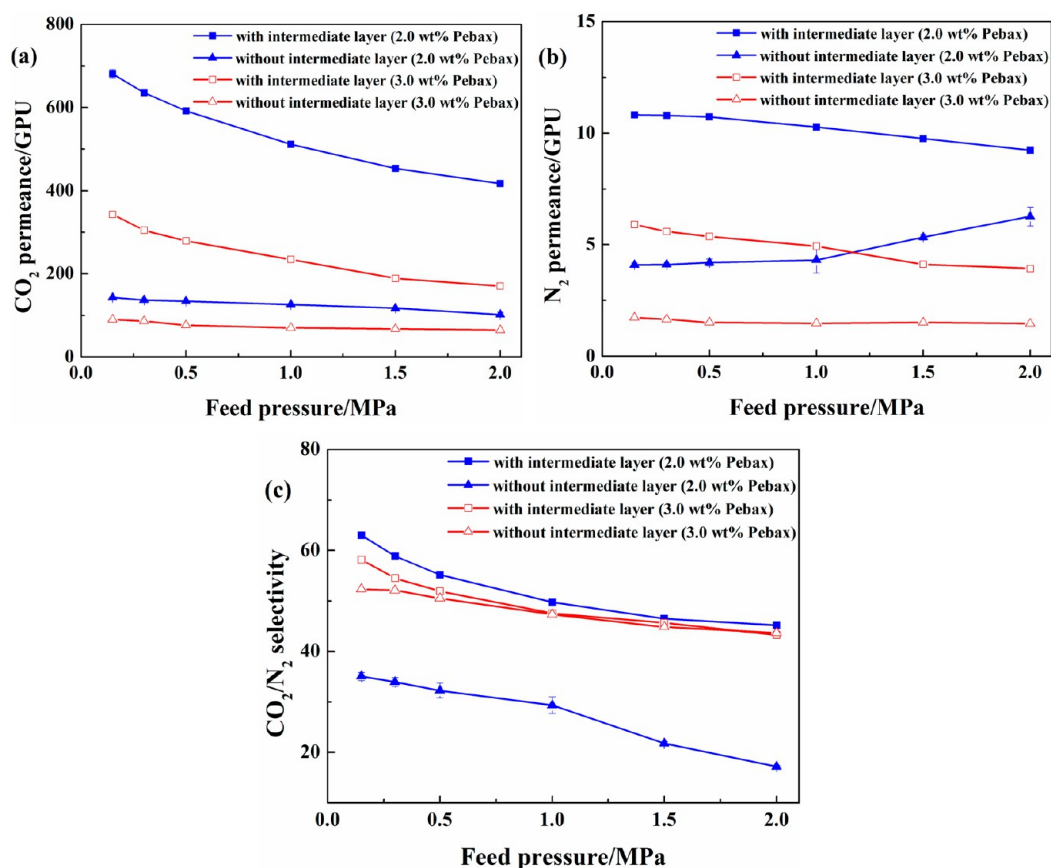 (a)
with intermediate layer (2.0 wt% Pebax)
without intermediate layer (2.0 wt% Pebax)
with intermediate layer (3.0 wt% Pebax)
without intermediate layer (3.0 wt% Pebax)
CO₂ permeance/GPU
800
600
400
200
0
0.0 0.5 1.0 1.5 2.0
Feed pressure/MPa
(b)
with intermediate layer (2.0 wt% Pebax)
without intermediate layer (2.0 wt% Pebax)
with intermediate layer (3.0 wt% Pebax)
without intermediate layer (3.0 wt% Pebax)
N₂ permeance/GPU
15
10
5
0
0.0 0.5 1.0 1.5 2.0
Feed pressure/MPa
(c)
with intermediate layer (2.0 wt% Pebax)
without intermediate layer (2.0 wt% Pebax)
with intermediate layer (3.0 wt% Pebax)
without intermediate layer (3.0 wt% Pebax)
CO₂/N₂ selectivity
80
60
40
20
0.0 0.5 1.0 1.5 2.0
Feed pressure/MPa